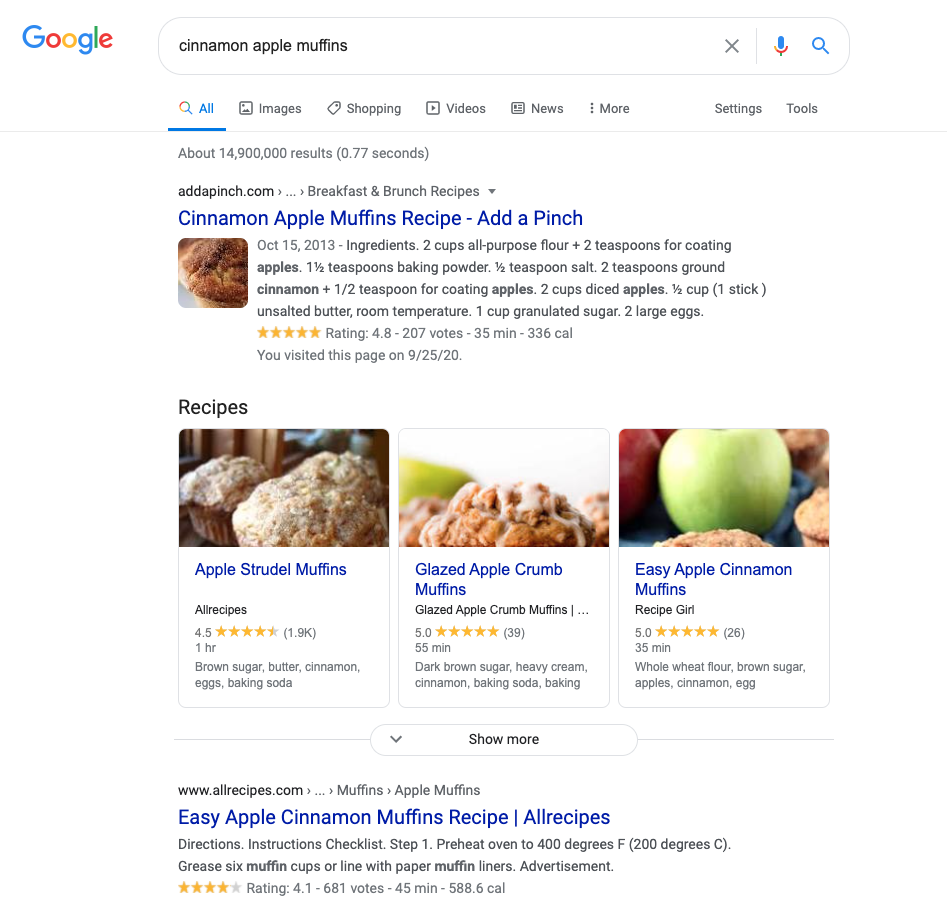 Google
cinnamon apple muffins
All Images Shopping Videos News More Settings Tools
About 14,900,000 results (0.77 seconds)
addapinch.com › ... › Breakfast & Brunch Recipes
Cinnamon Apple Muffins Recipe - Add a Pinch
Oct 15, 2013 - Ingredients. 2 cups all-purpose flour + 2 teaspoons for coating
apples. 1½ teaspoons baking powder. ½ teaspoon salt. 2 teaspoons ground
cinnamon + 1/2 teaspoon for coating apples. 2 cups diced apples. ½ cup (1 stick )
unsalted butter, room temperature. 1 cup granulated sugar. 2 large eggs.
Rating: 4.8 - 207 votes - 35 min - 336 cal
You visited this page on 9/25/20.
Recipes
Apple Strudel Muffins
Allrecipes
4.5 (1.9K)
1 hr
Brown sugar, butter, cinnamon,
eggs, baking soda
Glazed Apple Crumb
Muffins
Glazed Apple Crumb Muffins | ...
5.0 (39)
55 min
Dark brown sugar, heavy cream,
cinnamon, baking soda, baking
Easy Apple Cinnamon
Muffins
Recipe Girl
5.0 (26)
35 min
Whole wheat flour, brown sugar,
apples, cinnamon, egg
Show more
www.allrecipes.com › ... › Muffins › Apple Muffins
Easy Apple Cinnamon Muffins Recipe | Allrecipes
Directions. Instructions Checklist. Step 1. Preheat oven to 400 degrees F (200 degrees C).
Grease six muffin cups or line with paper muffin liners. Advertisement.
Rating: 4.1 - 681 votes - 45 min - 588.6 cal